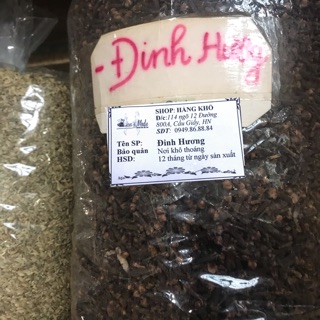 -Đinh Hương
SHOP: HÀNG KHÔ
Đ/c:114 ngõ 12 Đường
800A, Cầu Giấy, HN
SĐT: 0949.86.88.84
Tên SP: Đinh Hương
Bảo quản Nơi khô thoáng
HSD: 12 tháng từ ngày sản xuất